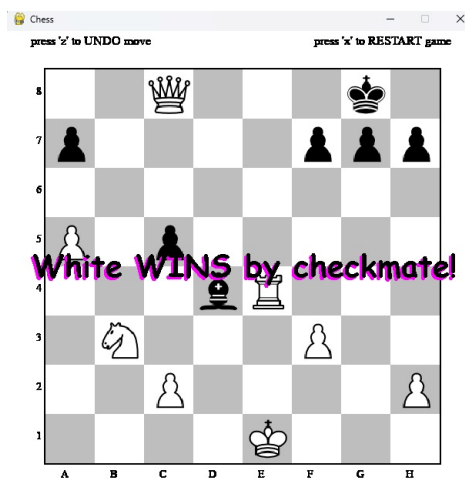 Chess
press 'z' to UNDO move
press 'x' to RESTART game
8
7
6
5
White WINS by checkmate!
4
3
2
1
A B C D E F G H